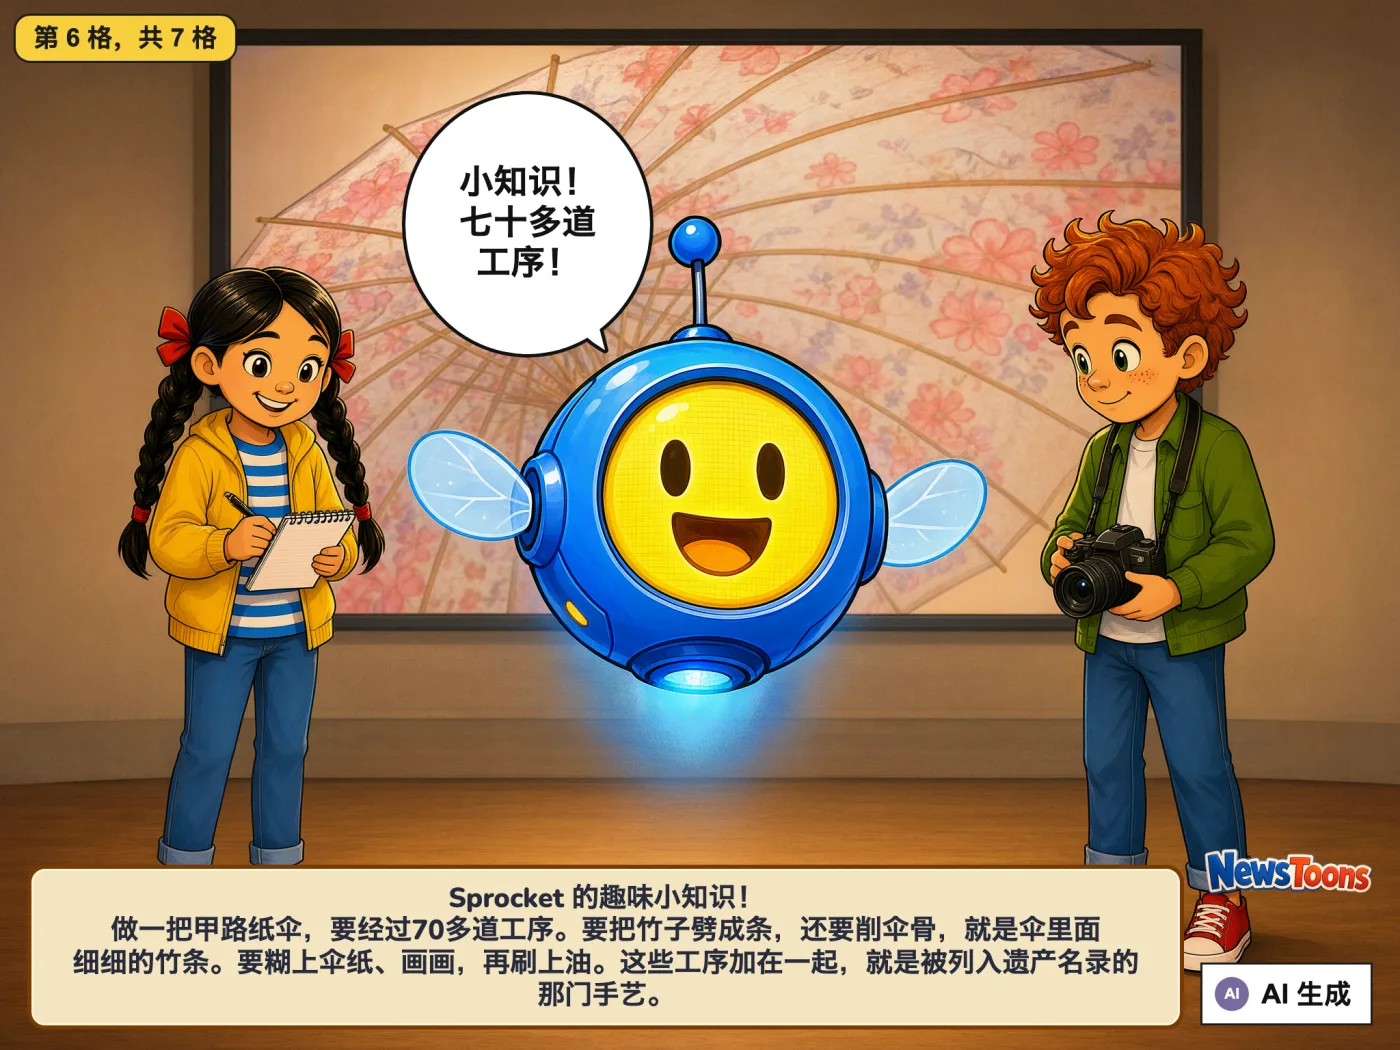 第 6 格，共 7 格
小知识！
七十多道
工序！
Sprocket 的趣味小知识！
做一把甲路纸伞，要经过70多道工序。要把竹子劈成条，还要削伞骨，就是伞里面
细细的竹条。要糊上伞纸、画画，再刷上油。这些工序加在一起，就是被列入遗产名录的
那门手艺。
NewsToons
AI AI 生成